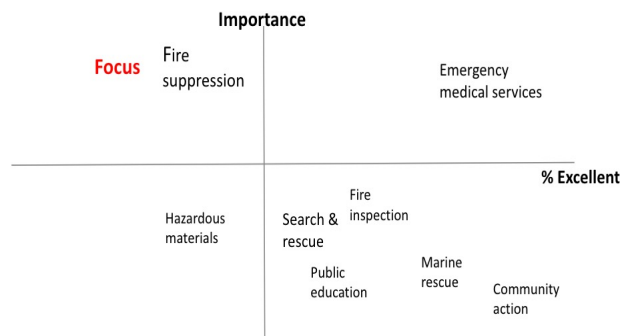 Importance
Focus
Fire
suppression
Emergency
medical services
% Excellent
Hazardous
materials
Search &
rescue
Fire
inspection
Public
education
Marine
rescue
Community
action